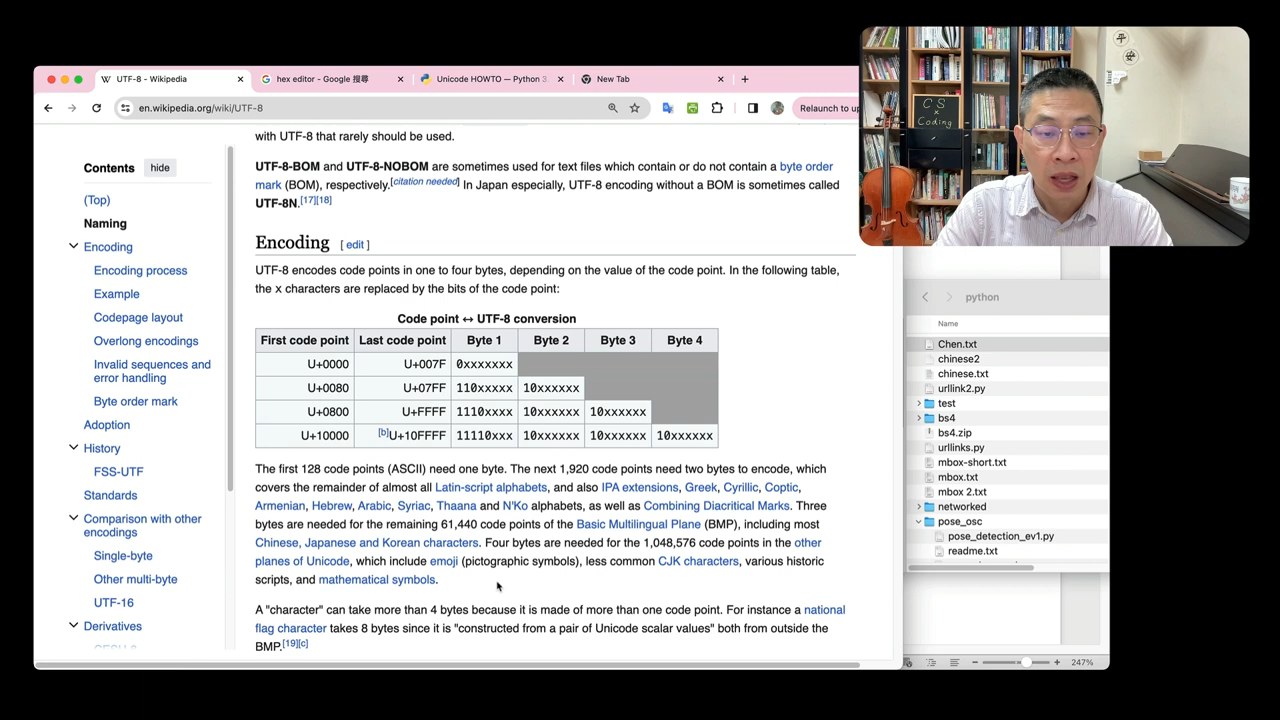 UTF-8 - Wikipedia
hex editor - Google 搜尋
Unicode HOWTO — Python 3
New Tab
en.wikipedia.org/wiki/UTF-8
Relaunch to up
Contents
hide
(Top)
Naming
Encoding
Encoding process
Example
Codepage layout
Overlong encodings
Invalid sequences and
error handling
Byte order mark
Adoption
History
FSS-UTF
Standards
Comparison with other
encodings
Single-byte
Other multi-byte
UTF-16
Derivatives
with UTF-8 that rarely should be used.
UTF-8-BOM and UTF-8-NOBOM are sometimes used for text files which contain or do not contain a byte order
mark (BOM), respectively.[citation needed] In Japan especially, UTF-8 encoding without a BOM is sometimes called
UTF-8N.[17][18]
Encoding [ edit ]
UTF-8 encodes code points in one to four bytes, depending on the value of the code point. In the following table,
the x characters are replaced by the bits of the code point:
Code point ↔ UTF-8 conversion
First code point Last code point Byte 1 Byte 2 Byte 3 Byte 4
U+0000 U+007F 0xxxxxxx
U+0080 U+07FF 110xxxxx 10xxxxxx
U+0800 U+FFFF 1110xxxx 10xxxxxx 10xxxxxx
U+10000 [b]U+10FFFF 11110xxx 10xxxxxx 10xxxxxx 10xxxxxx
The first 128 code points (ASCII) need one byte. The next 1,920 code points need two bytes to encode, which
covers the remainder of almost all Latin-script alphabets, and also IPA extensions, Greek, Cyrillic, Coptic,
Armenian, Hebrew, Arabic, Syriac, Thaana and N'Ko alphabets, as well as Combining Diacritical Marks. Three
bytes are needed for the remaining 61,440 code points of the Basic Multilingual Plane (BMP), including most
Chinese, Japanese and Korean characters. Four bytes are needed for the 1,048,576 code points in the other
planes of Unicode, which include emoji (pictographic symbols), less common CJK characters, various historic
scripts, and mathematical symbols.
A "character" can take more than 4 bytes because it is made of more than one code point. For instance a national
flag character takes 8 bytes since it is "constructed from a pair of Unicode scalar values" both from outside the
BMP.[19][c]
CS
×
Coding
平
安
python
Name
Chen.txt
chinese2
chinese.txt
urllink2.py
test
bs4
bs4.zip
urllinks.py
mbox-short.txt
mbox.txt
mbox 2.txt
networked
pose_osc
pose_detection_ev1.py
readme.txt
247%